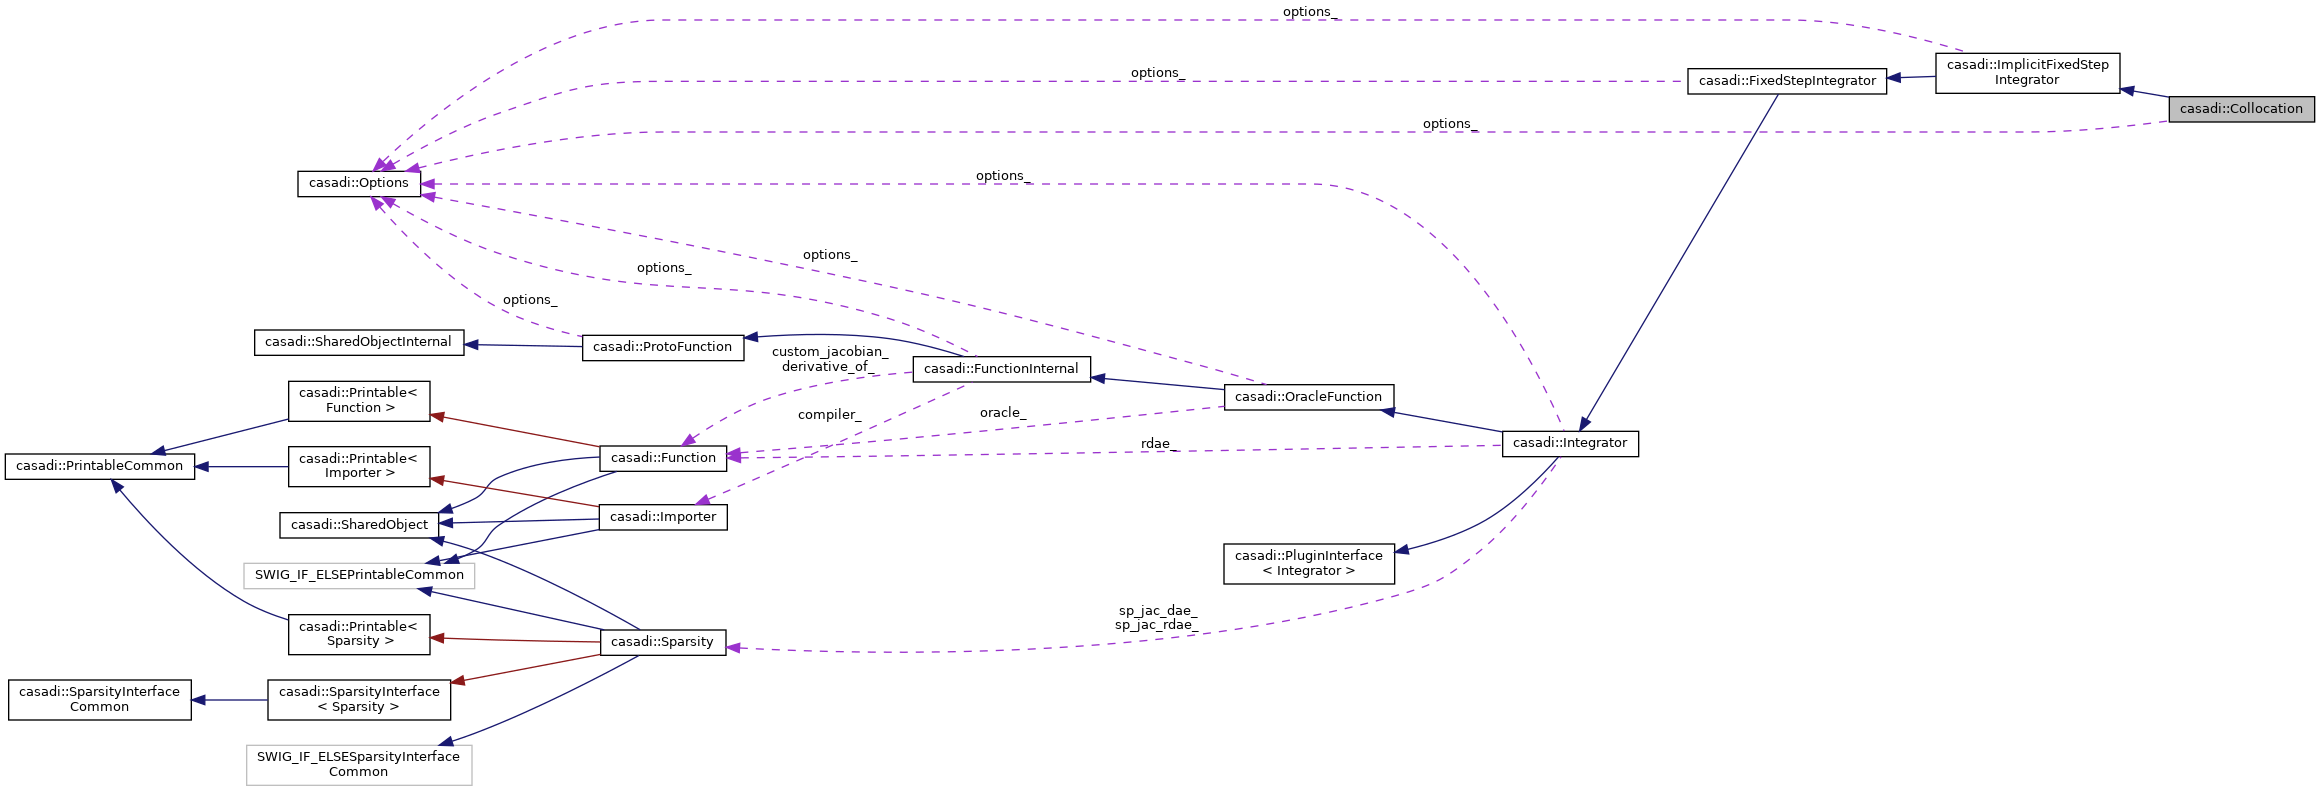 options_
casadi::ImplicitFixedStep
Integrator
options_
casadi::FixedStepIntegrator
casadi::Collocation
options_
options_
casadi::Options
options_
options_
options_
casadi::SharedObjectInternal
casadi::ProtoFunction
custom_jacobian_
derivative_of_
casadi::FunctionInternal
casadi::Printable<
Function >
casadi::OracleFunction
compiler_
oracle_
rdae_
casadi::Integrator
casadi::PrintableCommon
casadi::Printable<
Importer >
casadi::Function
casadi::SharedObject
casadi::Importer
casadi::PluginInterface
< Integrator >
SWIG_IF_ELSEPrintableCommon
sp_jac_dae_
sp_jac_rdae_
casadi::Printable<
Sparsity >
casadi::Sparsity
casadi::SparsityInterface
Common
casadi::SparsityInterface
< Sparsity >
SWIG_IF_ELSESparsityInterface
Common